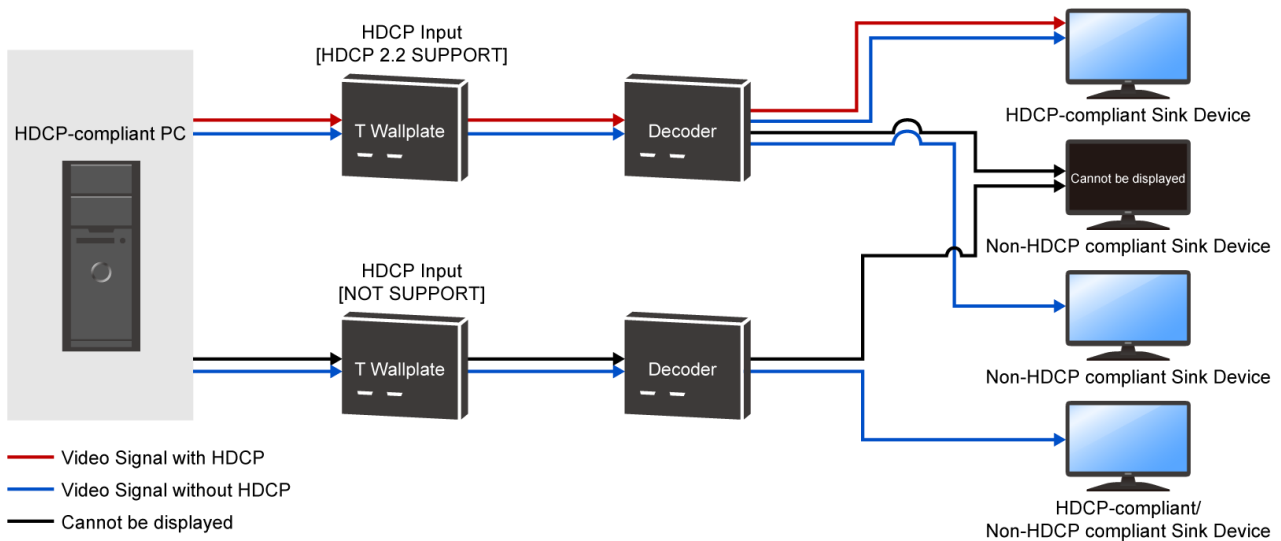 HDCP Input
[HDCP 2.2 SUPPORT]
HDCP-compliant PC
T Wallplate
Decoder
HDCP-compliant Sink Device
Cannot be displayed
Non-HDCP compliant Sink Device
HDCP Input
[NOT SUPPORT]
T Wallplate
Decoder
Non-HDCP compliant Sink Device
HDCP-compliant/
Non-HDCP compliant Sink Device
Video Signal with HDCP
Video Signal without HDCP
Cannot be displayed